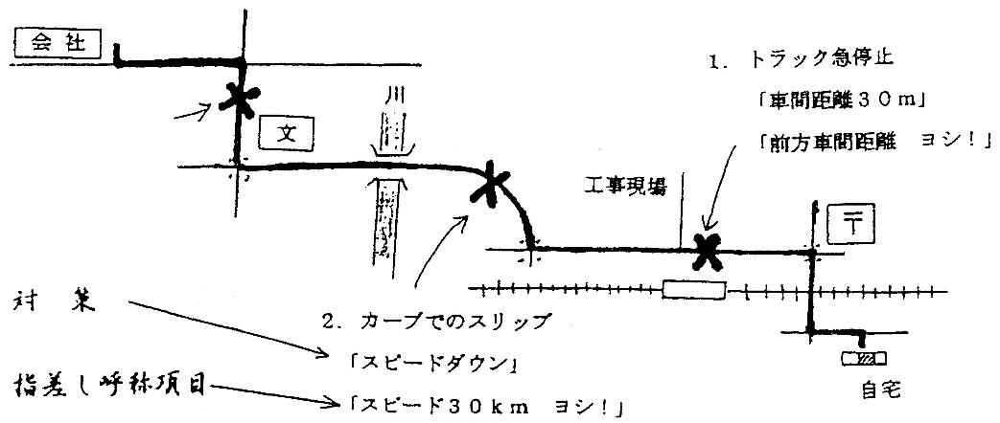 会社
1. トラック急停止
「車間距離30m」
「前方車間距離 ヨシ!」
川
文
工事現場
〒
対策
2. カーブでのスリップ
「スピードダウン」
指差し呼称項目
「スピード30km ヨシ!」
自宅